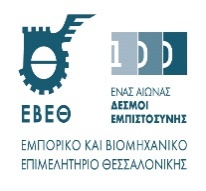 100
ΕΒΕΘ
ΕΝΑΣ ΑΙΩΝΑΣ
ΔΕΣΜΟΙ
ΕΜΠΙΣΤΟΣΥΝΗΣ
ΕΜΠΟΡΙΚΟ ΚΑΙ ΒΙΟΜΗΧΑΝΙΚΟ
ΕΠΙΜΕΛΗΤΗΡΙΟ ΘΕΣΣΑΛΟΝΙΚΗΣ